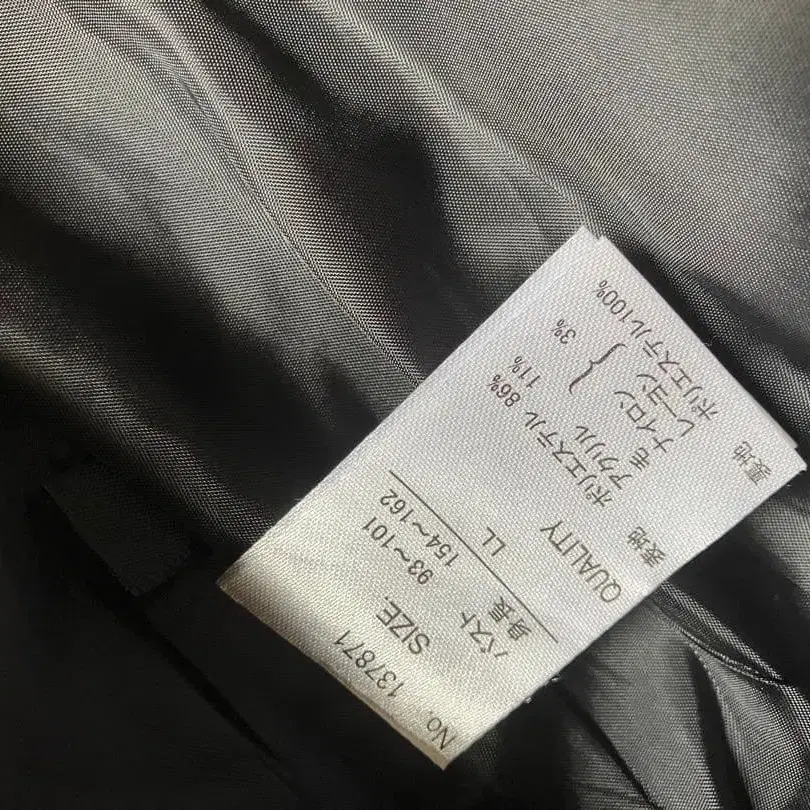 No. 137871
SIZE.
バスト 93〜101
身長 154〜162
LL
QUALITY
表地 ポリエステル 86%
アクリル 11%
毛
ナイロン } 3%
レーヨン
裏地 ポリエステル100%